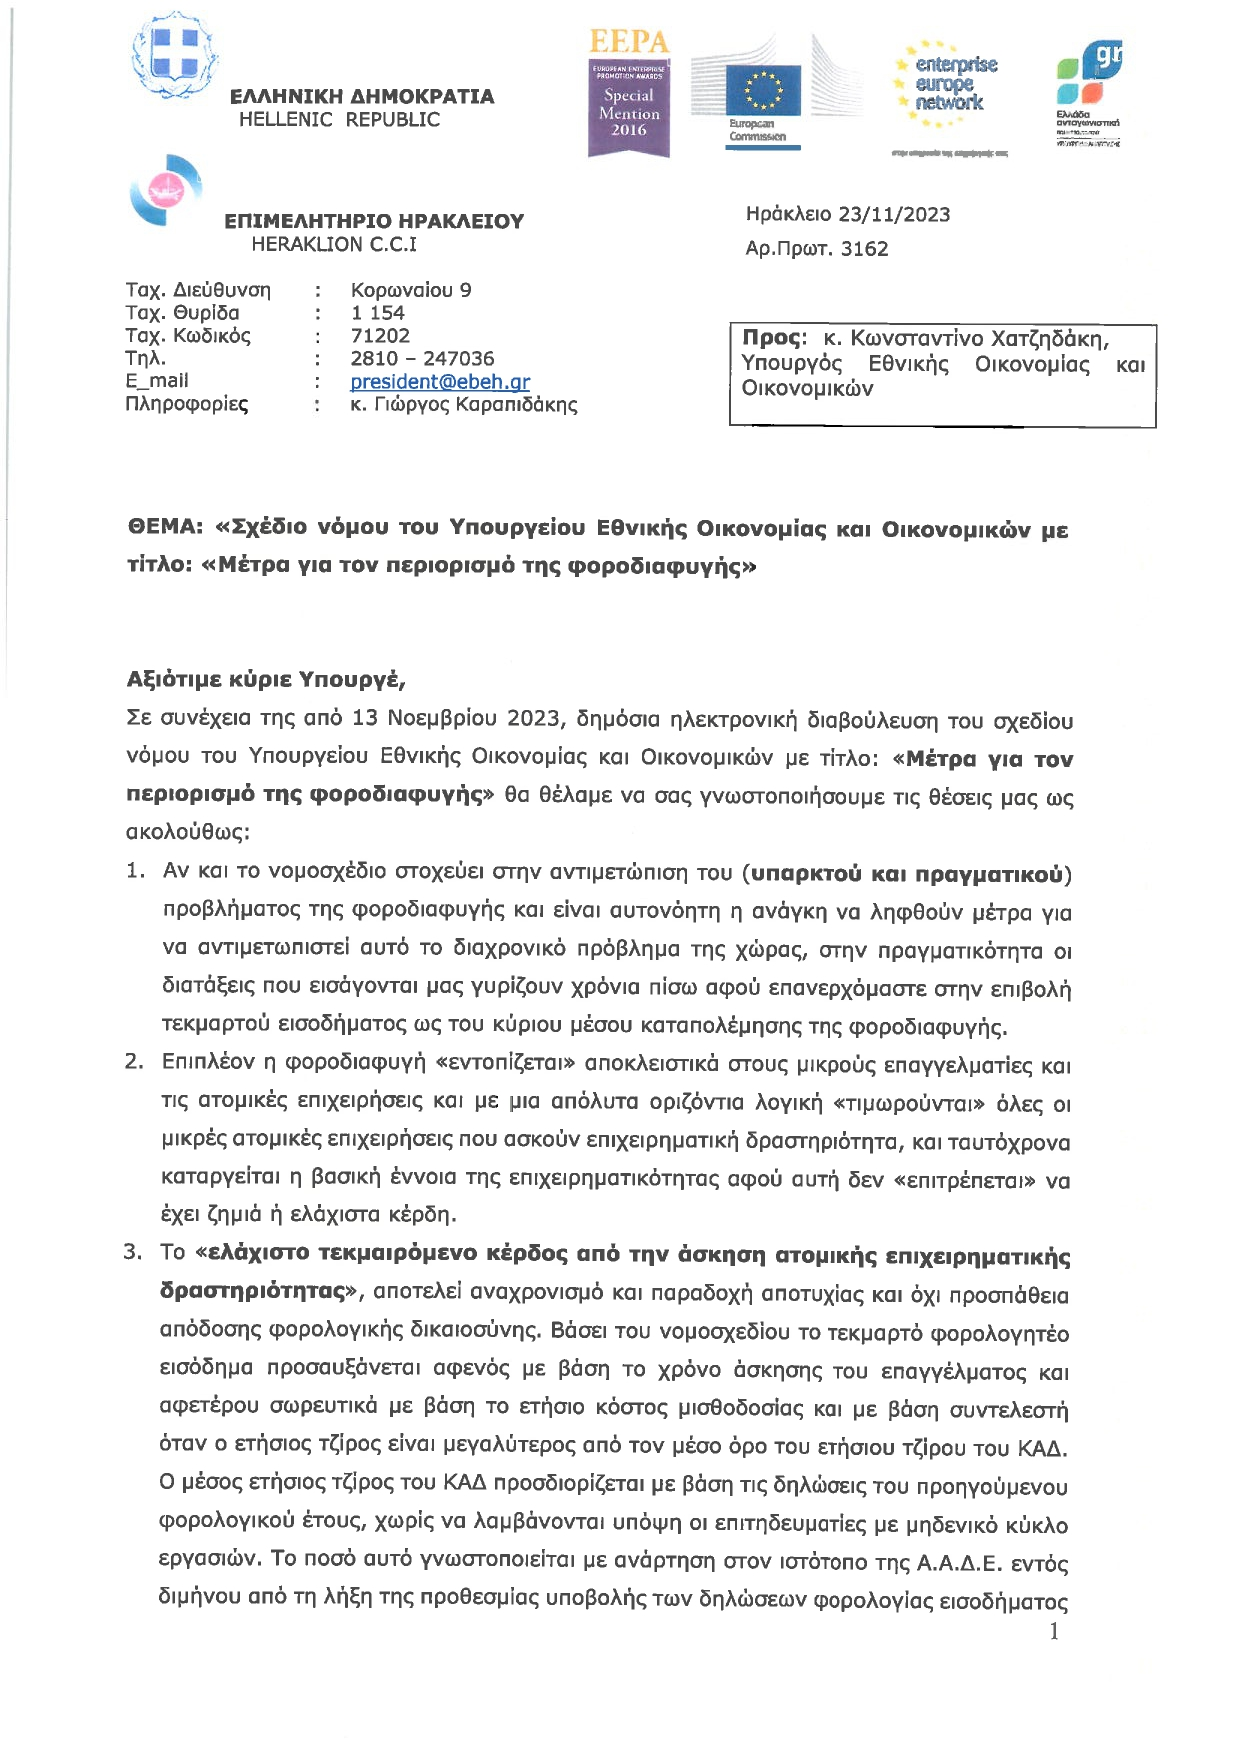 ΕΛΛΗΝΙΚΗ ΔΗΜΟΚΡΑΤΙΑ
HELLENIC REPUBLIC
EEPA
EUROPEAN ENTERPRISE
PROMOTION AWARDS
Special
Mention
2016
European
Commission
enterprise
europe
network
gr
Ελλάδα
ανταγωνιστική
ΕΠΙΜΕΛΗΤΗΡΙΟ ΗΡΑΚΛΕΙΟΥ
HERAKLION C.C.I
Ηράκλειο 23/11/2023
Αρ.Πρωτ. 3162
Ταχ. Διεύθυνση : Κορωναίου 9
Ταχ. Θυρίδα : 1 154
Ταχ. Κωδικός : 71202
Τηλ. : 2810 – 247036
E_mail : president@ebeh.gr
Πληροφορίες : κ. Γιώργος Καραπιδάκης
Προς: κ. Κωνσταντίνο Χατζηδάκη,
Υπουργός Εθνικής Οικονομίας και
Οικονομικών
ΘΕΜΑ: «Σχέδιο νόμου του Υπουργείου Εθνικής Οικονομίας και Οικονομικών με
τίτλο: «Μέτρα για τον περιορισμό της φοροδιαφυγής»
Αξιότιμε κύριε Υπουργέ,
Σε συνέχεια της από 13 Νοεμβρίου 2023, δημόσια ηλεκτρονική διαβούλευση του σχεδίου
νόμου του Υπουργείου Εθνικής Οικονομίας και Οικονομικών με τίτλο: «Μέτρα για τον
περιορισμό της φοροδιαφυγής» θα θέλαμε να σας γνωστοποιήσουμε τις θέσεις μας ως
ακολούθως:
1. Αν και το νομοσχέδιο στοχεύει στην αντιμετώπιση του (υπαρκτού και πραγματικού)
προβλήματος της φοροδιαφυγής και είναι αυτονόητη η ανάγκη να ληφθούν μέτρα για
να αντιμετωπιστεί αυτό το διαχρονικό πρόβλημα της χώρας, στην πραγματικότητα οι
διατάξεις που εισάγονται μας γυρίζουν χρόνια πίσω αφού επανερχόμαστε στην επιβολή
τεκμαρτού εισοδήματος ως του κύριου μέσου καταπολέμησης της φοροδιαφυγής.
2. Επιπλέον η φοροδιαφυγή «εντοπίζεται» αποκλειστικά στους μικρούς επαγγελματίες και
τις ατομικές επιχειρήσεις και με μια απόλυτα οριζόντια λογική «τιμωρούνται» όλες οι
μικρές ατομικές επιχειρήσεις που ασκούν επιχειρηματική δραστηριότητα, και ταυτόχρονα
καταργείται η βασική έννοια της επιχειρηματικότητας αφού αυτή δεν «επιτρέπεται» να
έχει ζημιά ή ελάχιστα κέρδη.
3. Το «ελάχιστο τεκμαιρόμενο κέρδος από την άσκηση ατομικής επιχειρηματικής
δραστηριότητας», αποτελεί αναχρονισμό και παραδοχή αποτυχίας και όχι προσπάθεια
απόδοσης φορολογικής δικαιοσύνης. Βάσει του νομοσχεδίου το τεκμαρτό φορολογητέο
εισόδημα προσαυξάνεται αφενός με βάση το χρόνο άσκησης του επαγγέλματος και
αφετέρου σωρευτικά με βάση το ετήσιο κόστος μισθοδοσίας και με βάση συντελεστή
όταν ο ετήσιος τζίρος είναι μεγαλύτερος από τον μέσο όρο του ετήσιου τζίρου του ΚΑΔ.
Ο μέσος ετήσιος τζίρος του ΚΑΔ προσδιορίζεται με βάση τις δηλώσεις του προηγούμενου
φορολογικού έτους, χωρίς να λαμβάνονται υπόψη οι επιτηδευματίες με μηδενικό κύκλο
εργασιών. Το ποσό αυτό γνωστοποιείται με ανάρτηση στον ιστότοπο της Α.Α.Δ.Ε. εντός
διμήνου από τη λήξη της προθεσμίας υποβολής των δηλώσεων φορολογίας εισοδήματος
1